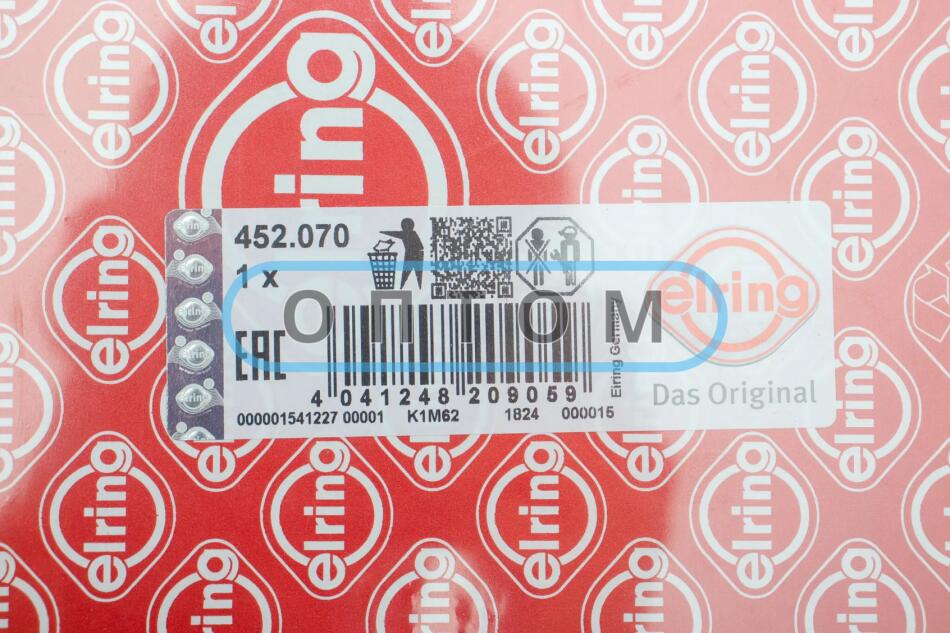 elring
452.070
1 x
ОПТОМ
EAC
4 041248 209059
Elring Germany
000001541227 00001 K1M62 1824 000015
elring
Das Original